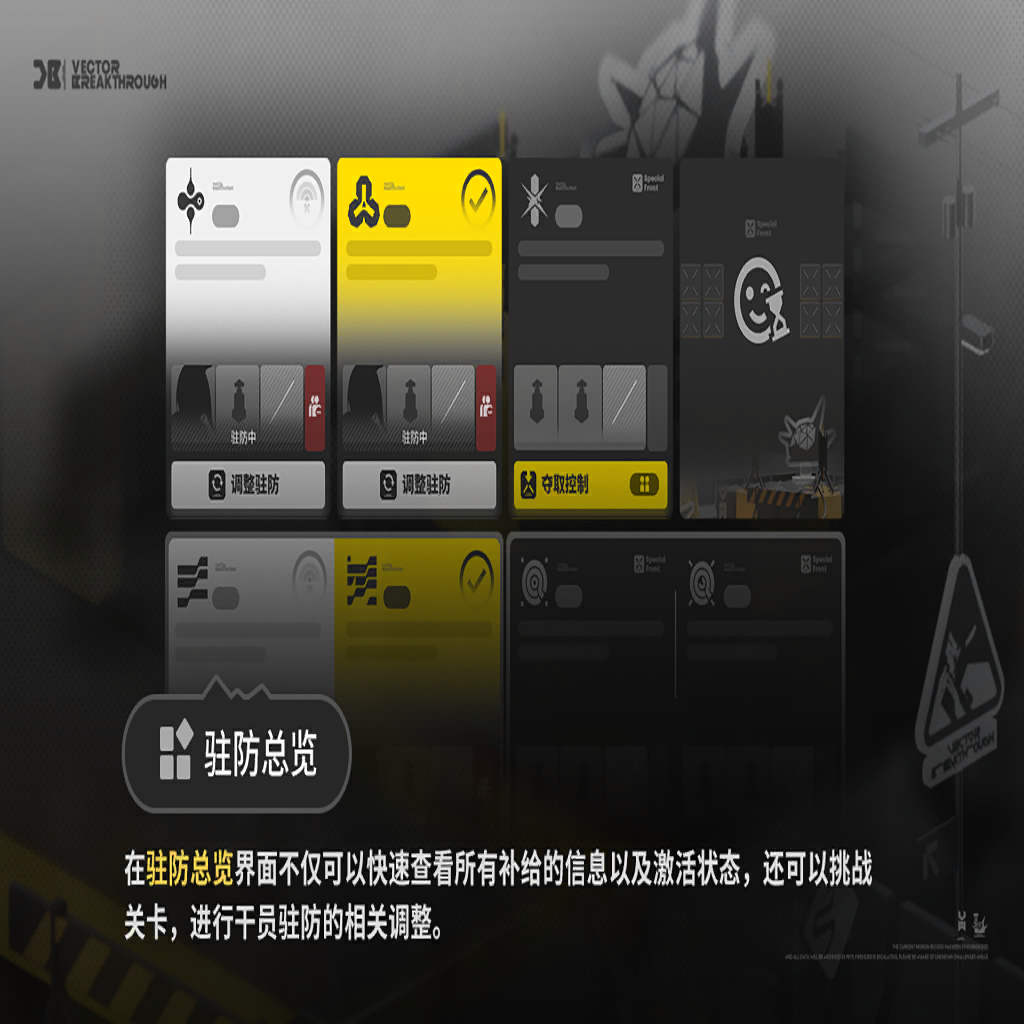 VECTOR
BREAKTHROUGH
Special
Front
Special
Front
驻防中
驻防中
调整驻防
调整驻防
夺取控制
Special
Front
Special
Front
驻防总览
VECTOR
BREAKTHROUGH
在驻防总览界面不仅可以快速查看所有补给的信息以及激活状态，还可以挑战
关卡，进行干员驻防的相关调整。